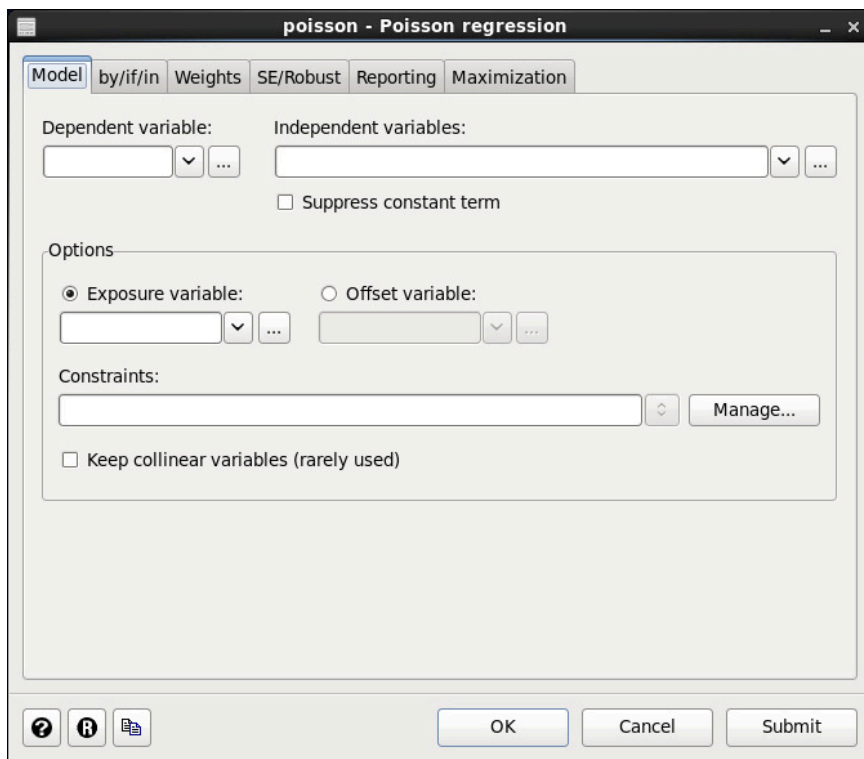 poisson - Poisson regression
Model by/if/in Weights SE/Robust Reporting Maximization
Dependent variable: Independent variables:
... ...
Suppress constant term
Options
Exposure variable: Offset variable:
... ...
Constraints:
Manage...
Keep collinear variables (rarely used)
? R OK Cancel Submit